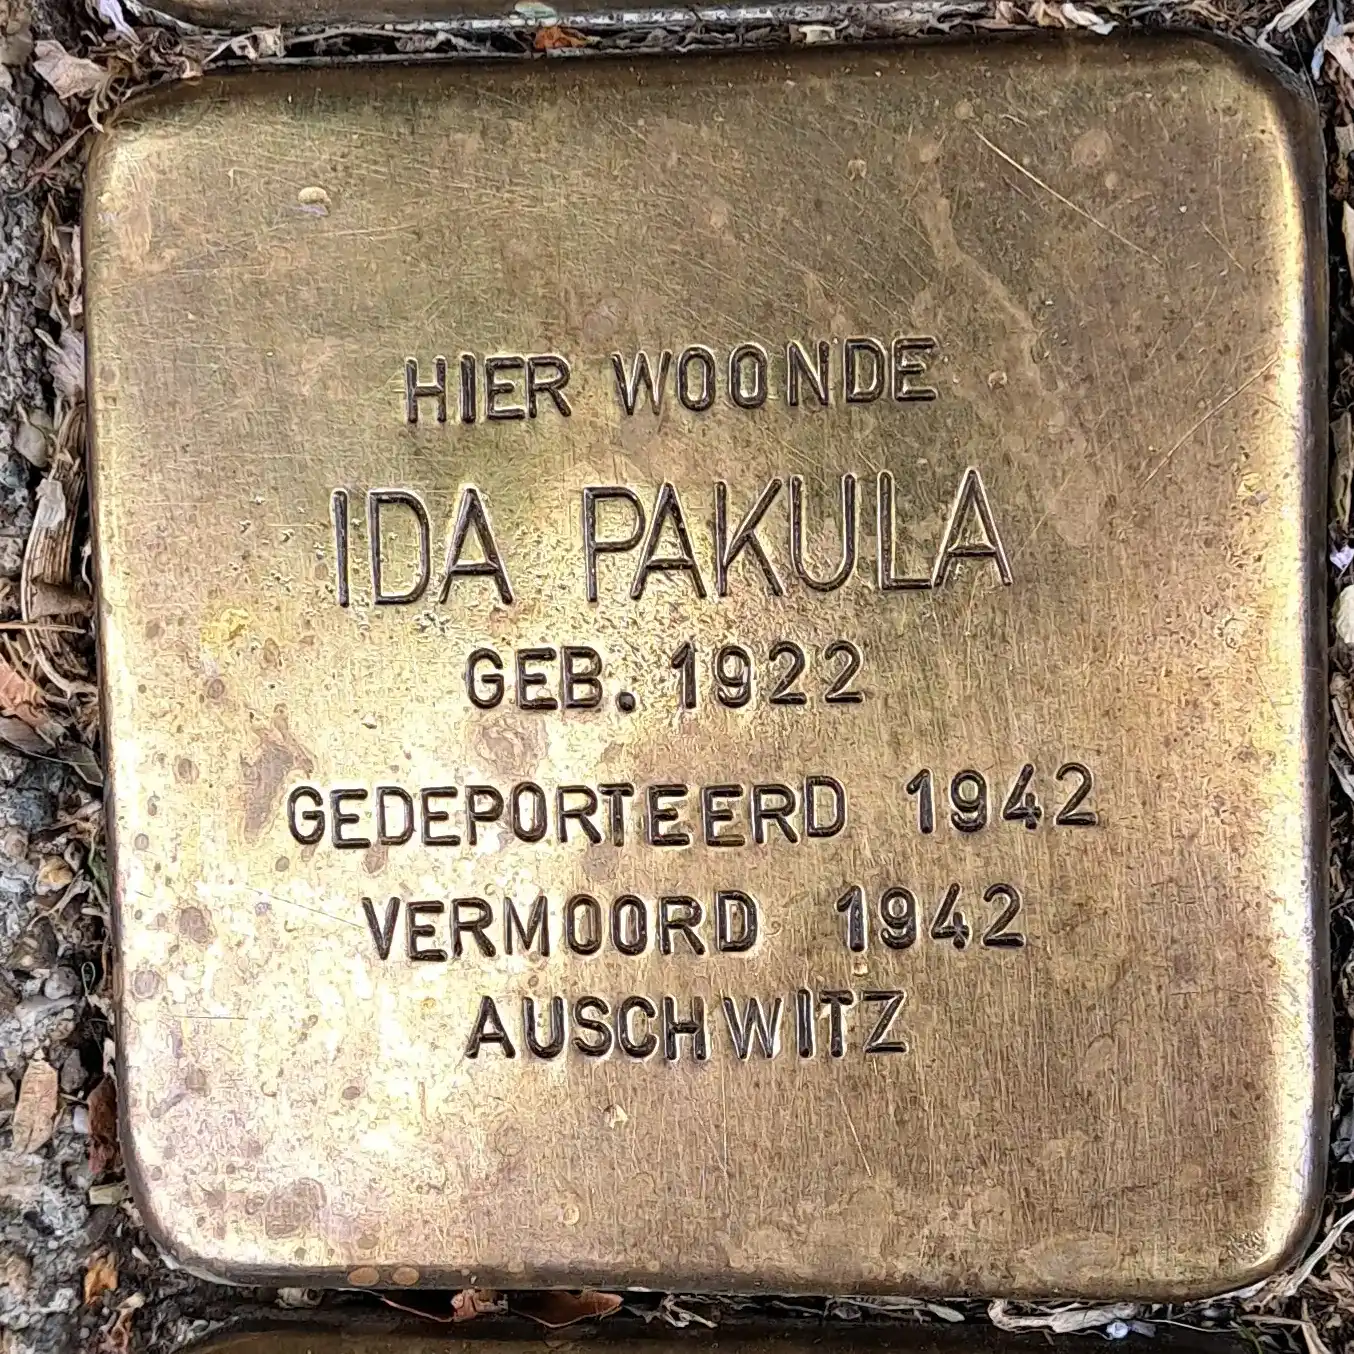 HIER WOONDE
IDA PAKULA
GEB. 1922
GEDEPORTEERD 1942
VERMOORD 1942
AUSCHWITZ